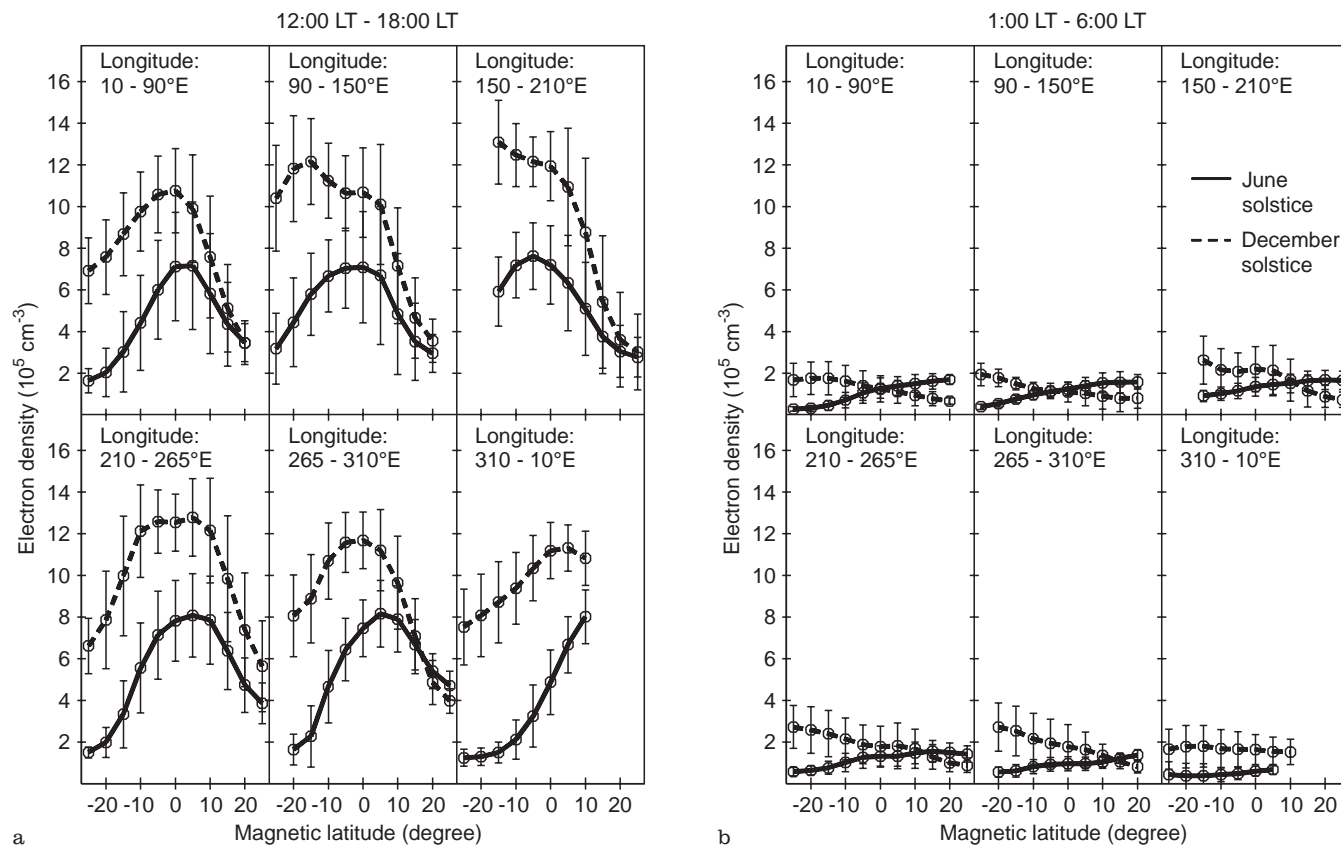 12:00 LT - 18:00 LT
Electron density (10⁵ cm⁻³)
Longitude:
10 - 90°E
Longitude:
90 - 150°E
Longitude:
150 - 210°E
16
14
12
10
8
6
4
2
Longitude:
210 - 265°E
Longitude:
265 - 310°E
Longitude:
310 - 10°E
16
14
12
10
8
6
4
2
-20 -10 0 10 20 -20 -10 0 10 20 -20 -10 0 10 20
Magnetic latitude (degree)
a
1:00 LT - 6:00 LT
Electron density (10⁵ cm⁻³)
Longitude:
10 - 90°E
Longitude:
90 - 150°E
Longitude:
150 - 210°E
16
14
12
10
8
6
4
2
June
solstice
December
solstice
Longitude:
210 - 265°E
Longitude:
265 - 310°E
Longitude:
310 - 10°E
16
14
12
10
8
6
4
2
-20 -10 0 10 20 -20 -10 0 10 20 -20 -10 0 10 20
Magnetic latitude (degree)
b